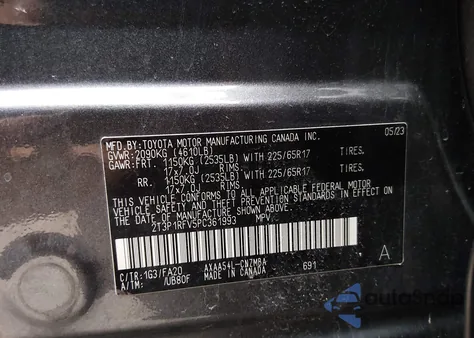 MFD. BY: TOYOTA MOTOR MANUFACTURING CANADA INC. 05/23
GVWR-2090KG (4610LB)
GAWR:FRT. 1150KG (2535LB) WITH 225/65R17 TIRES.
17x7.0J RIMS
RR. 1150KG (2535LB) WITH 225/65R17 TIRES.
17x7.0J RIMS
THIS VEHICLE CONFORMS TO ALL APPLICABLE FEDERAL MOTOR
VEHICLE SAFETY AND THEFT PREVENTION STANDARDS IN EFFECT ON
THE DATE OF MANUFACTURE SHOWN ABOVE.
2T3P1RFV5PC361993 MPV
C/TR:1G3/FA20 AXAA54L-CNZMBA
A/TM: /UB80F MADE IN CANADA 691 A